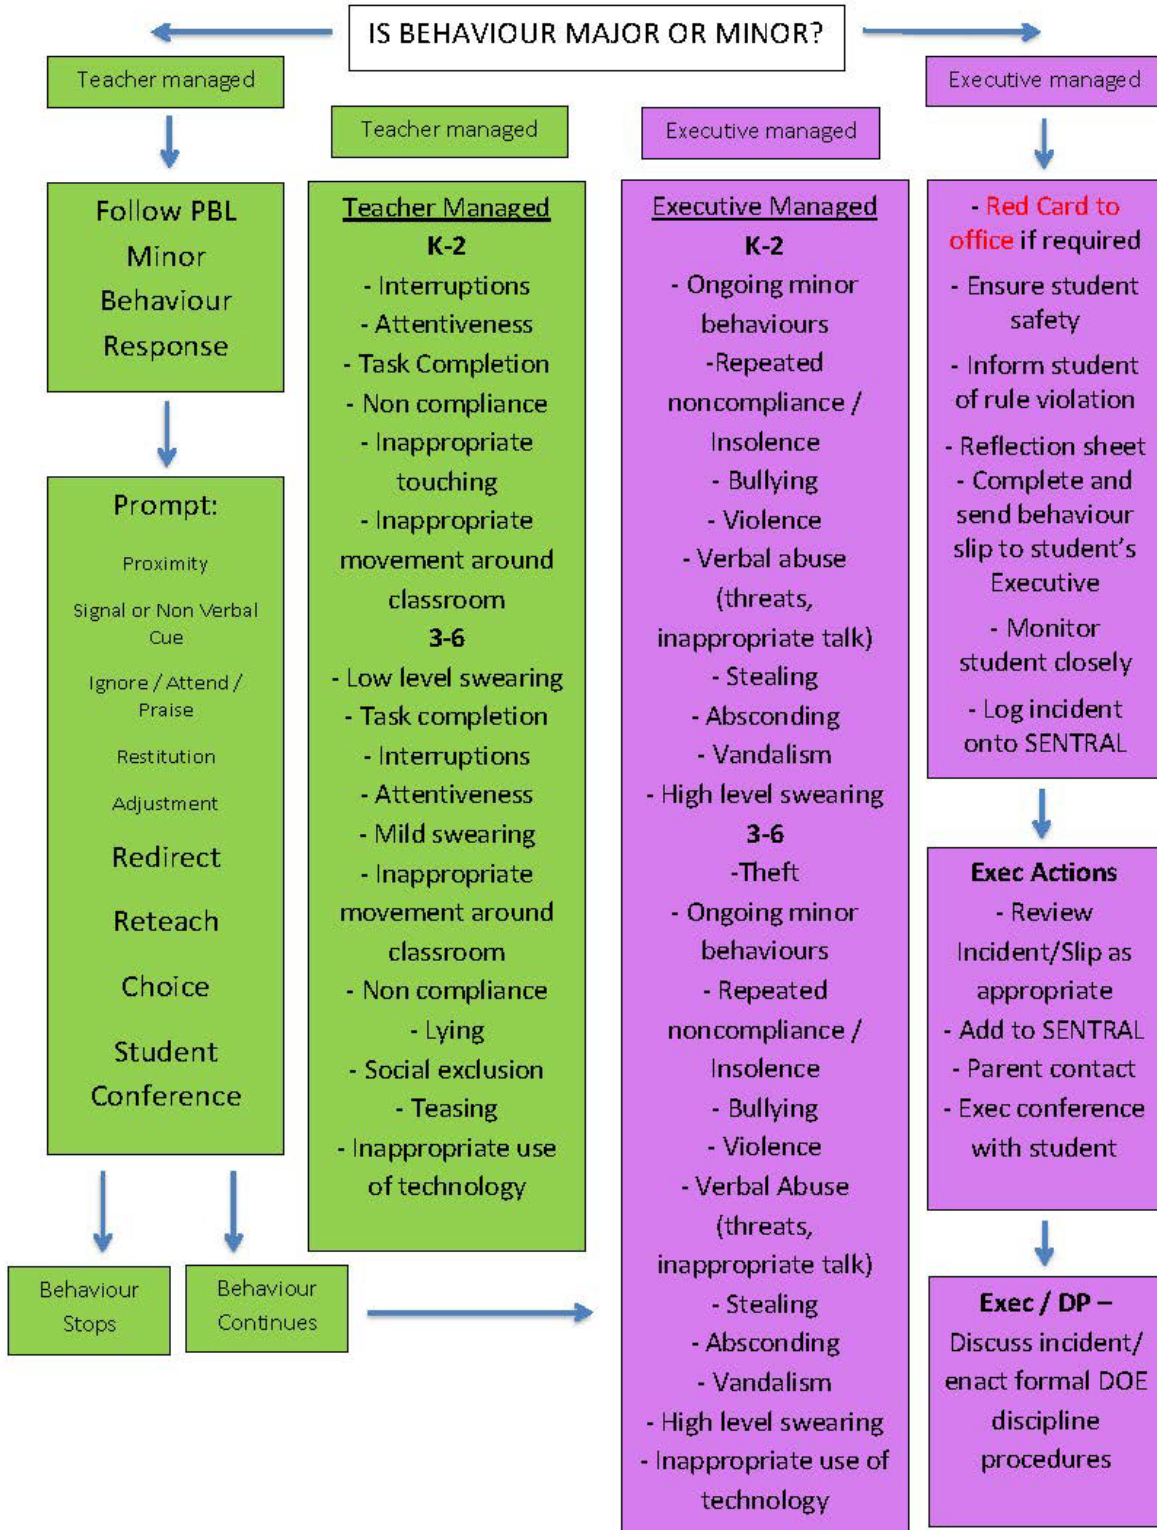 IS BEHAVIOUR MAJOR OR MINOR?
Teacher managed
Follow PBL
Minor
Behaviour
Response
Prompt:
Proximity
Signal or Non Verbal
Cue
Ignore / Attend /
Praise
Restitution
Adjustment
Redirect
Reteach
Choice
Student
Conference
Behaviour
Stops
Behaviour
Continues
Teacher managed
Teacher Managed
K-2
- Interruptions
- Attentiveness
- Task Completion
- Non compliance
- Inappropriate
touching
- Inappropriate
movement around
classroom
3-6
- Low level swearing
- Task completion
- Interruptions
- Attentiveness
- Mild swearing
- Inappropriate
movement around
classroom
- Non compliance
- Lying
- Social exclusion
- Teasing
- Inappropriate use
of technology
Executive managed
Executive Managed
K-2
- Ongoing minor
behaviours
-Repeated
noncompliance /
Insolence
- Bullying
- Violence
- Verbal abuse
(threats,
inappropriate talk)
- Stealing
- Absconding
- Vandalism
- High level swearing
3-6
-Theft
- Ongoing minor
behaviours
- Repeated
noncompliance /
Insolence
- Bullying
- Violence
- Verbal Abuse
(threats,
inappropriate talk)
- Stealing
- Absconding
- Vandalism
- High level swearing
- Inappropriate use of
technology
Executive managed
- Red Card to
office if required
- Ensure student
safety
- Inform student
of rule violation
- Reflection sheet
- Complete and
send behaviour
slip to student's
Executive
- Monitor
student closely
- Log incident
onto SENTRAL
Exec Actions
- Review
Incident/Slip as
appropriate
- Add to SENTRAL
- Parent contact
- Exec conference
with student
Exec / DP –
Discuss incident/
enact formal DOE
discipline
procedures